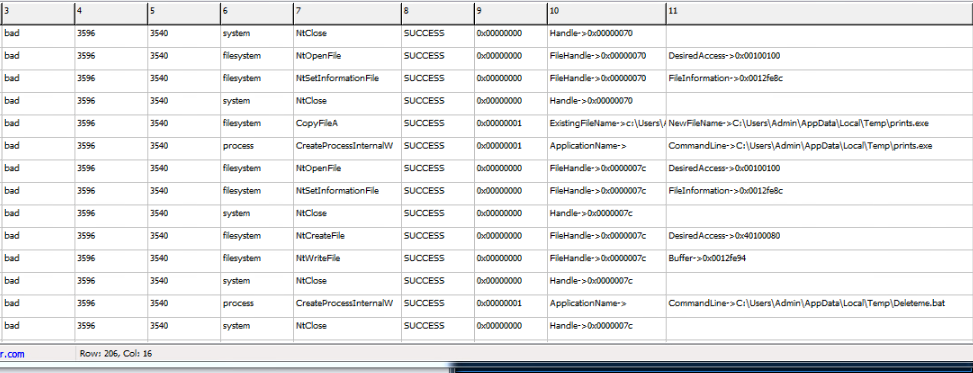 3 4 5 6 7 8 9 10 11
bad 3596 3540 system NtClose SUCCESS 0x00000000 Handle->0x00000070
bad 3596 3540 filesystem NtOpenFile SUCCESS 0x00000000 FileHandle->0x00000070 DesiredAccess->0x00100100
bad 3596 3540 filesystem NtSetInformationFile SUCCESS 0x00000000 FileHandle->0x00000070 FileInformation->0x0012fe8c
bad 3596 3540 system NtClose SUCCESS 0x00000000 Handle->0x00000070
bad 3596 3540 filesystem CopyFileA SUCCESS 0x00000001 ExistingFileName->c:\Users\A NewFileName->C:\Users\Admin\AppData\Local\Temp\prints.exe
bad 3596 3540 process CreateProcessInternalW SUCCESS 0x00000001 ApplicationName-> CommandLine->C:\Users\Admin\AppData\Local\Temp\prints.exe
bad 3596 3540 filesystem NtOpenFile SUCCESS 0x00000000 FileHandle->0x0000007c DesiredAccess->0x00100100
bad 3596 3540 filesystem NtSetInformationFile SUCCESS 0x00000000 FileHandle->0x0000007c FileInformation->0x0012fe8c
bad 3596 3540 system NtClose SUCCESS 0x00000000 Handle->0x0000007c
bad 3596 3540 filesystem NtCreateFile SUCCESS 0x00000000 FileHandle->0x0000007c DesiredAccess->0x40100080
bad 3596 3540 filesystem NtWriteFile SUCCESS 0x00000000 FileHandle->0x0000007c Buffer->0x0012fe94
bad 3596 3540 system NtClose SUCCESS 0x00000000 Handle->0x0000007c
bad 3596 3540 process CreateProcessInternalW SUCCESS 0x00000001 ApplicationName-> CommandLine->C:\Users\Admin\AppData\Local\Temp\Deleteme.bat
bad 3596 3540 system NtClose SUCCESS 0x00000000 Handle->0x0000007c
r.com Row: 206, Col: 16